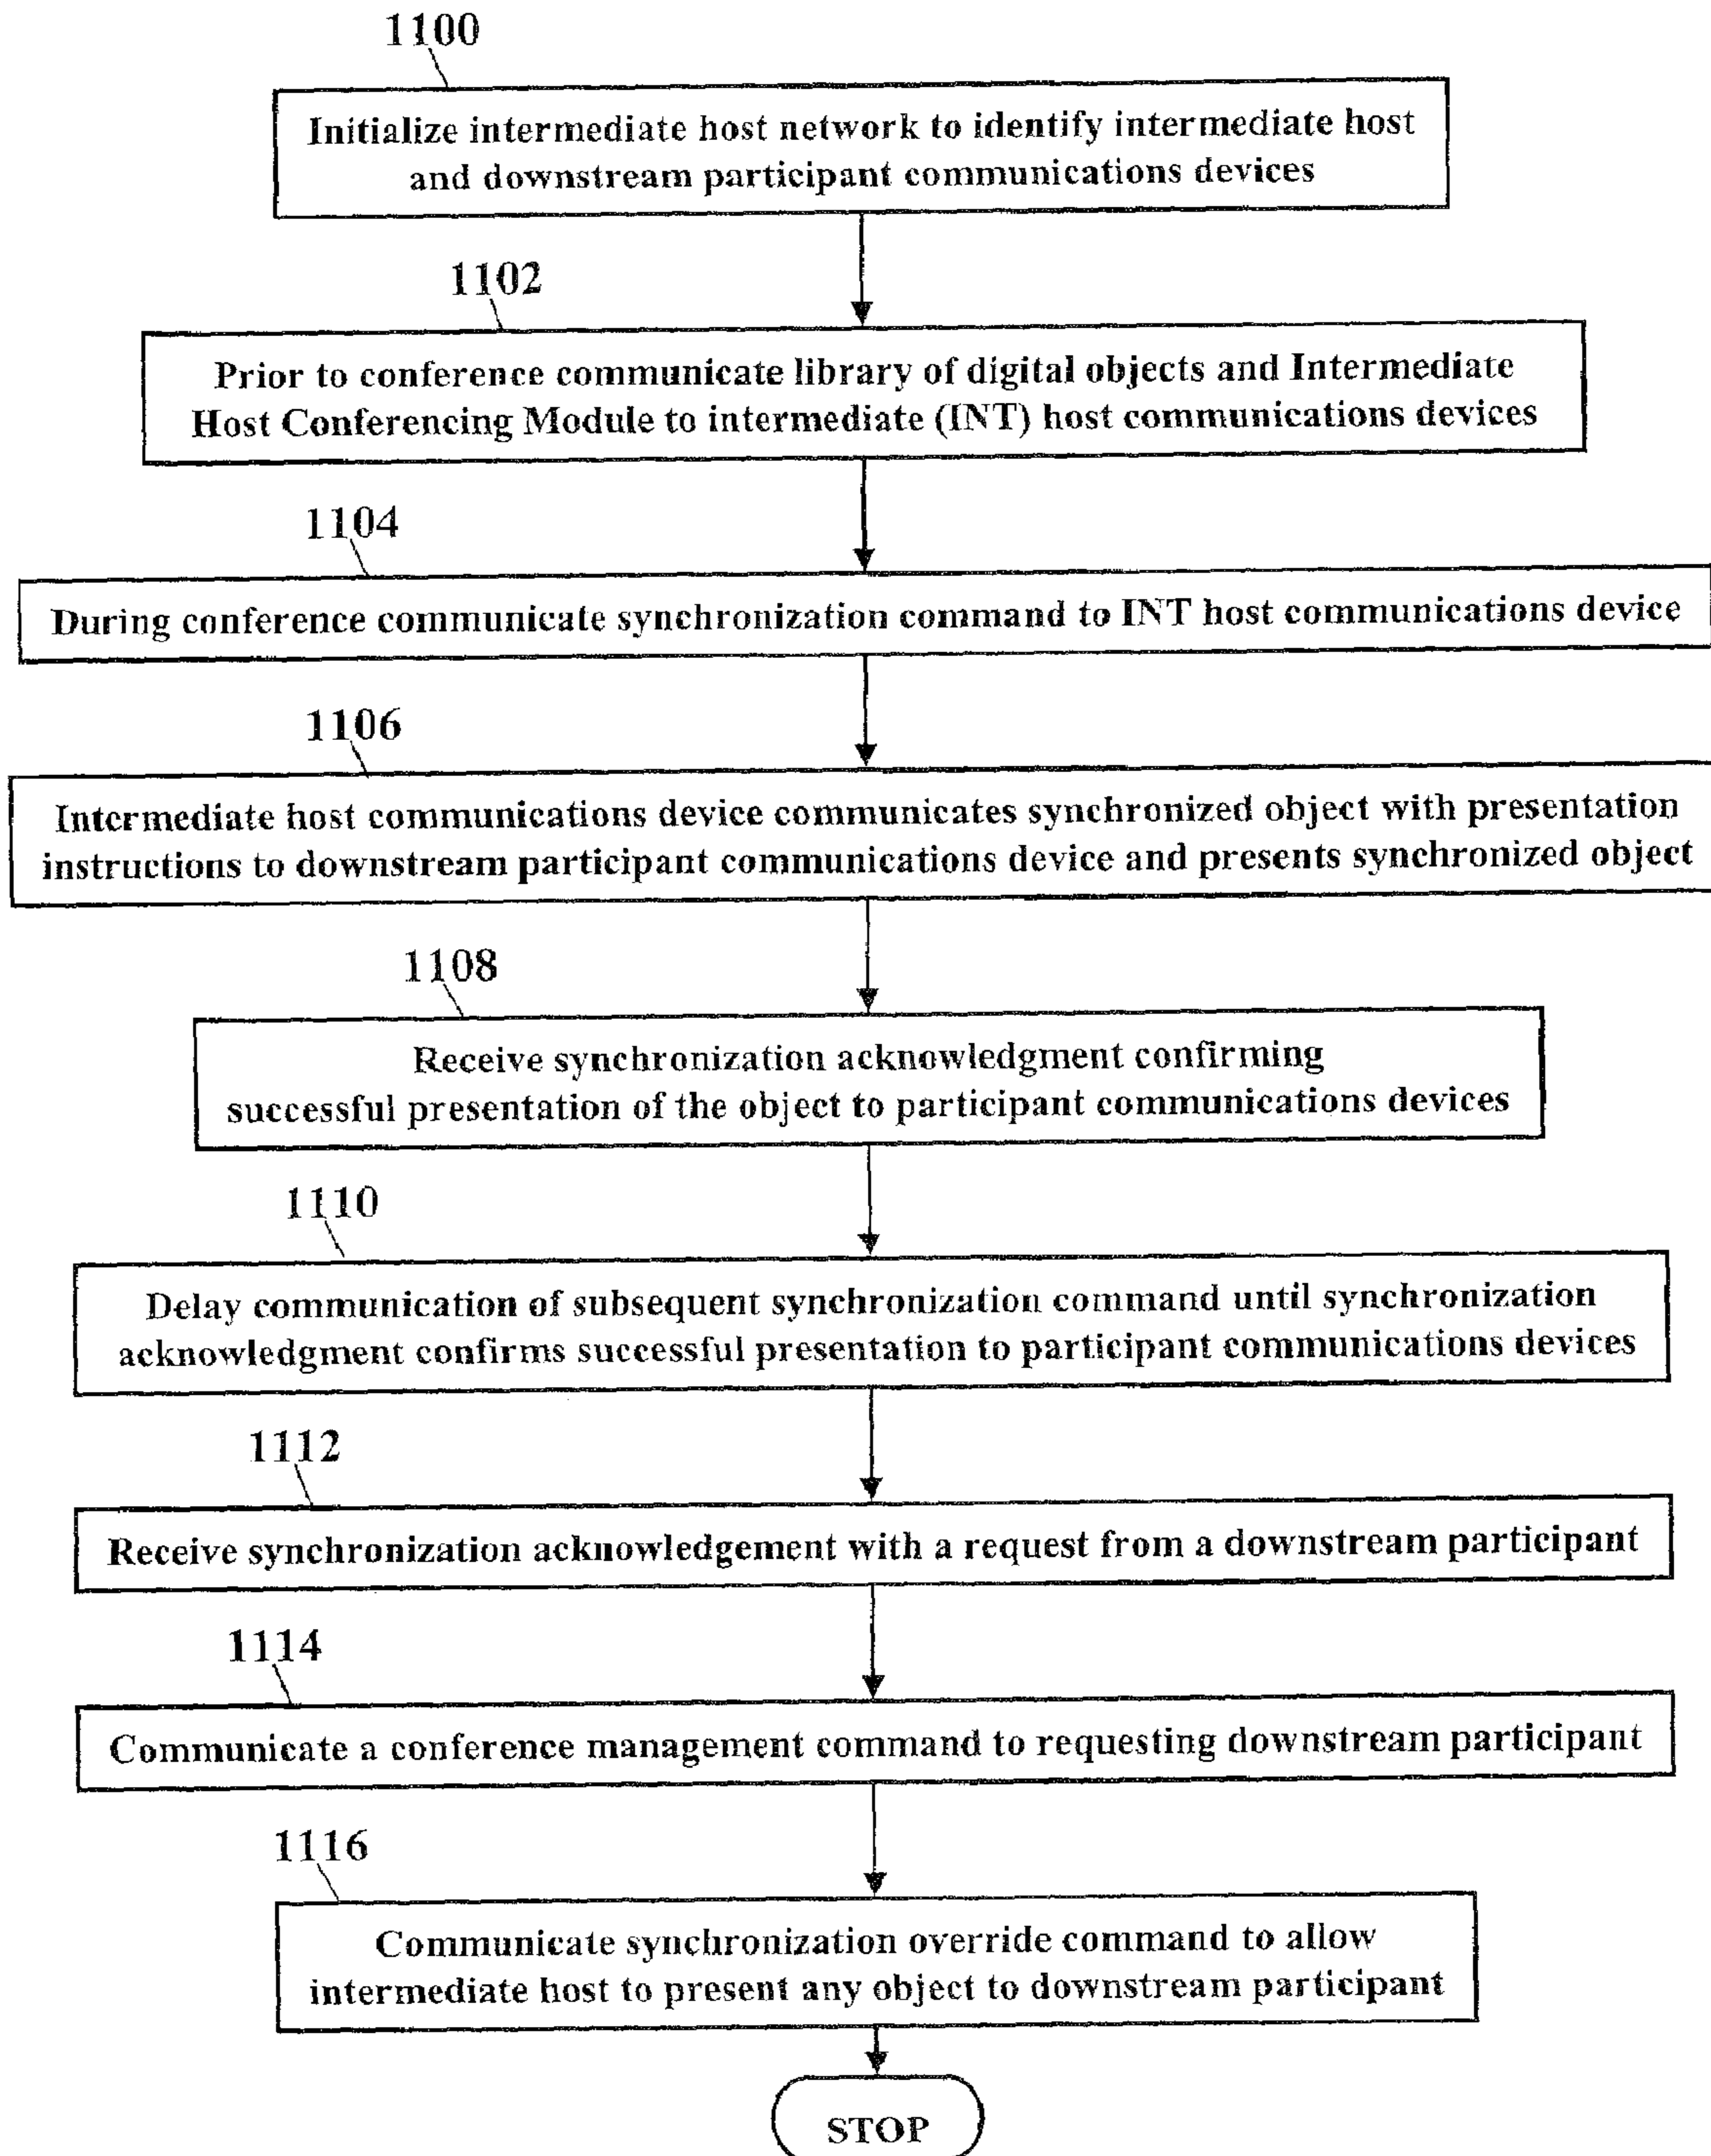 1100
Initialize intermediate host network to identify intermediate host
and downstream participant communications devices
1102
Prior to conference communicate library of digital objects and Intermediate
Host Conferencing Module to intermediate (INT) host communications devices
1104
During conference communicate synchronization command to INT host communications device
1106
Intermediate host communications device communicates synchronized object with presentation
instructions to downstream participant communications device and presents synchronized object
1108
Receive synchronization acknowledgment confirming
successful presentation of the object to participant communications devices
1110
Delay communication of subsequent synchronization command until synchronization
acknowledgment confirms successful presentation to participant communications devices
1112
Receive synchronization acknowledgement with a request from a downstream participant
1114
Communicate a conference management command to requesting downstream participant
1116
Communicate synchronization override command to allow
intermediate host to present any object to downstream participant
STOP